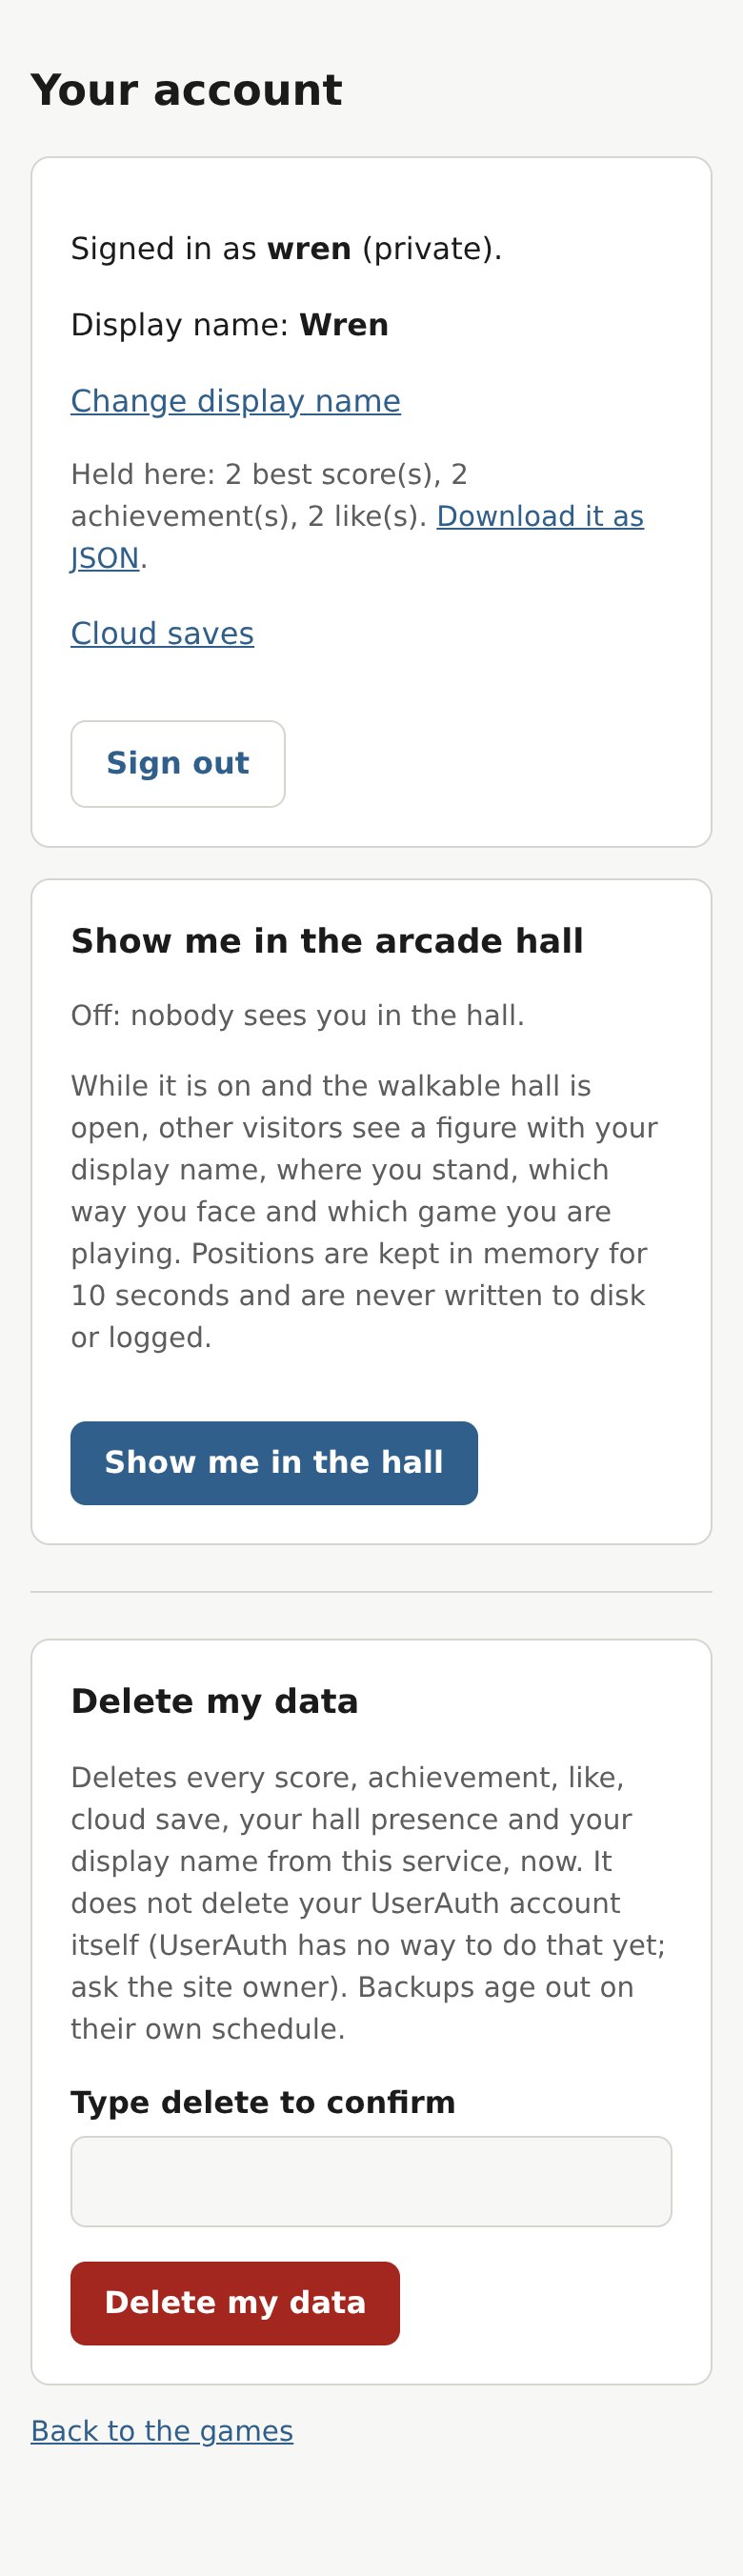 Your account
Signed in as wren (private).
Display name: Wren
Change display name
Held here: 2 best score(s), 2
achievement(s), 2 like(s). Download it as
JSON.
Cloud saves
Sign out
Show me in the arcade hall
Off: nobody sees you in the hall.
While it is on and the walkable hall is
open, other visitors see a figure with your
display name, where you stand, which
way you face and which game you are
playing. Positions are kept in memory for
10 seconds and are never written to disk
or logged.
Show me in the hall
Delete my data
Deletes every score, achievement, like,
cloud save, your hall presence and your
display name from this service, now. It
does not delete your UserAuth account
itself (UserAuth has no way to do that yet;
ask the site owner). Backups age out on
their own schedule.
Type delete to confirm
Delete my data
Back to the games